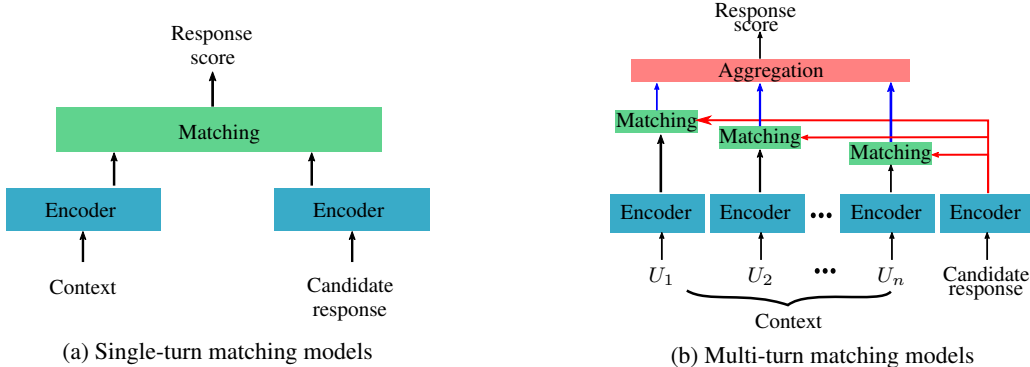 Response
score
Matching
Encoder
Encoder
Context
Candidate
response
(a) Single-turn matching models
Response
score
Aggregation
Matching
Matching
Matching
Encoder
Encoder
...
Encoder
Encoder
U1
U2
...
Un
Candidate
response
Context
(b) Multi-turn matching models